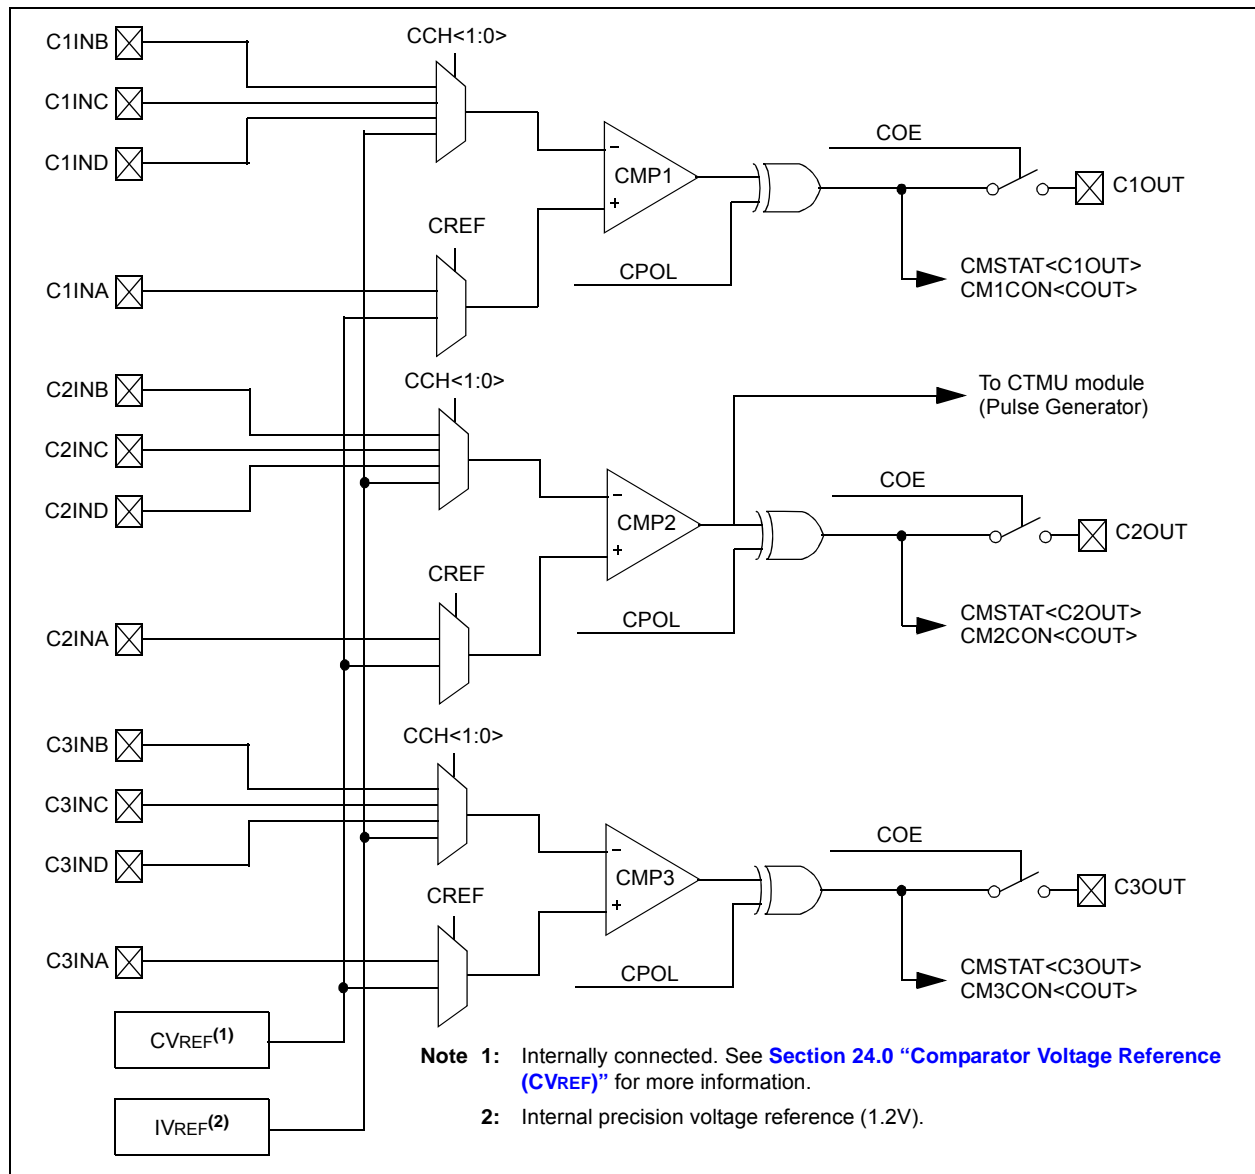 C1INB
CCH<1:0>
C1INC
C1IND
COE
−
CMP1
+
C1OUT
CREF
C1INA
CPOL
CMSTAT<C1OUT>
CM1CON<COUT>
C2INB
CCH<1:0>
To CTMU module
(Pulse Generator)
C2INC
C2IND
COE
−
CMP2
+
C2OUT
CREF
C2INA
CPOL
CMSTAT<C2OUT>
CM2CON<COUT>
C3INB
CCH<1:0>
C3INC
C3IND
COE
−
CMP3
+
C3OUT
CREF
C3INA
CPOL
CMSTAT<C3OUT>
CM3CON<COUT>
CVREF(1)
IVREF(2)
Note 1: Internally connected. See Section 24.0 “Comparator Voltage Reference
(CVREF)” for more information.
2: Internal precision voltage reference (1.2V).